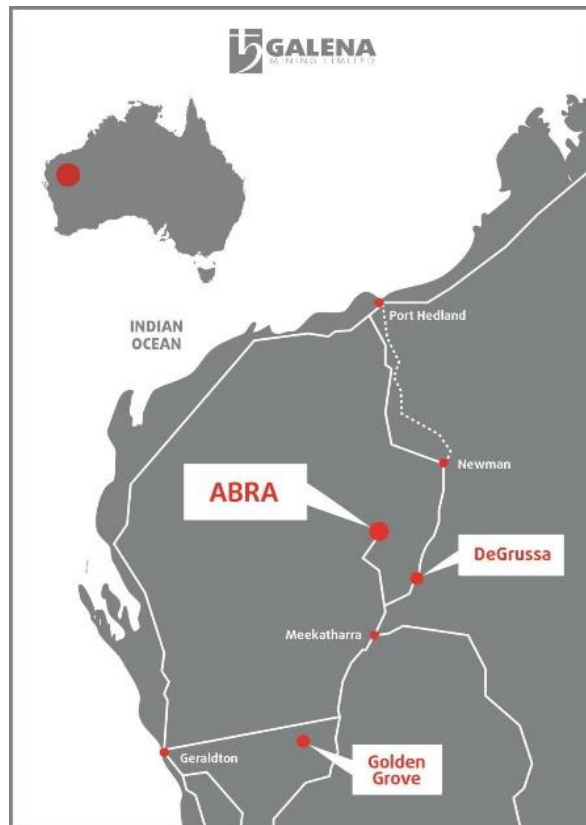 GALENA
MINING LIMITED
INDIAN
OCEAN
Port Hedland
Newman
ABRA
DeGrussa
Meekatharra
Geraldton
Golden
Grove